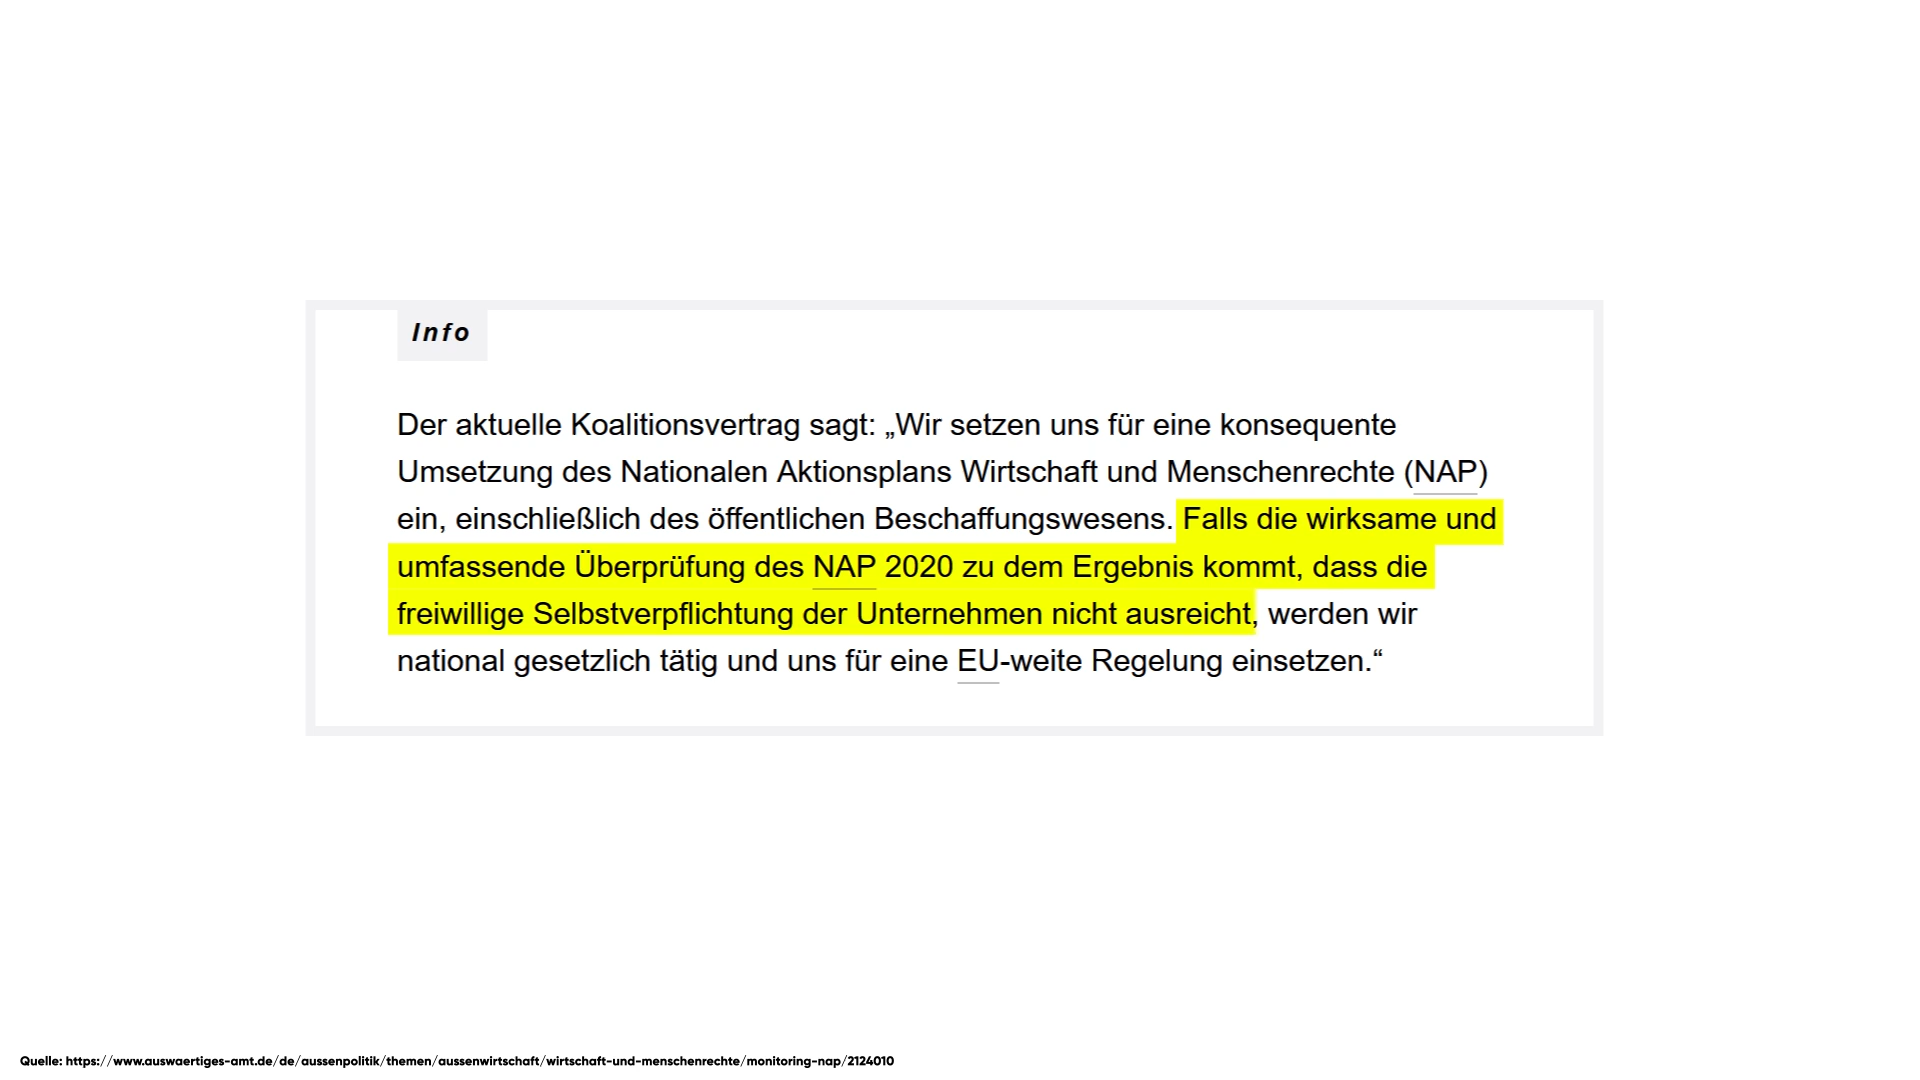 Info
Der aktuelle Koalitionsvertrag sagt: „Wir setzen uns für eine konsequente
Umsetzung des Nationalen Aktionsplans Wirtschaft und Menschenrechte (NAP)
ein, einschließlich des öffentlichen Beschaffungswesens. Falls die wirksame und
umfassende Überprüfung des NAP 2020 zu dem Ergebnis kommt, dass die
freiwillige Selbstverpflichtung der Unternehmen nicht ausreicht, werden wir
national gesetzlich tätig und uns für eine EU-weite Regelung einsetzen.“
Quelle: https://www.auswaertiges-amt.de/de/aussenpolitik/themen/aussenwirtschaft/wirtschaft-und-menschenrechte/monitoring-nap/2124010